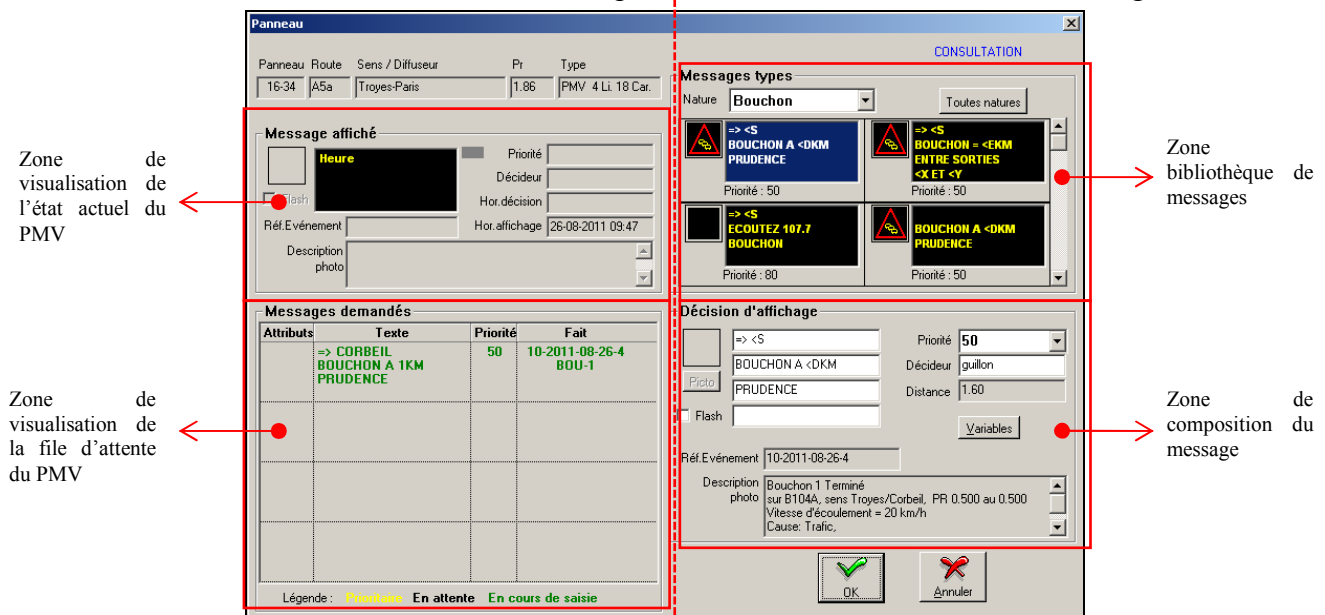 Panneau
CONSULTATION
Panneau Route Sens / Diffuseur Pr Type
16-34 A5a Troyes-Paris 1.86 PMV 4 Li. 18 Car.
Message affiché
Heure
Flash
Priorité
Décideur
Hor.décision
Réf.Evénement
Hor.affichage 26-08-2011 09:47
Description
photo
Zone de
visualisation de
l'état actuel du
PMV
Messages types
Nature Bouchon Toutes natures
=> <S
BOUCHON A <DKM
PRUDENCE
Priorité : 50
=> <S
BOUCHON = <EKM
ENTRE SORTIES
<X ET <Y
Priorité : 50
=> <S
ECOUTEZ 107.7
BOUCHON
Priorité : 80
BOUCHON A <DKM
PRUDENCE
Priorité : 50
Zone
bibliothèque de
messages
Messages demandés
Attributs Texte Priorité Fait
=> CORBEIL
BOUCHON A 1KM
PRUDENCE
50
10-2011-08-26-4
BOU-1
Légende : Prioritaire En attente En cours de saisie
Zone de
visualisation de
la file d'attente
du PMV
Décision d'affichage
=> <S
BOUCHON A <DKM
PRUDENCE
Picto
Flash
Priorité 50
Décideur guillon
Distance 1.60
Variables
Réf.Evénement 10-2011-08-26-4
Description
photo
Bouchon 1 Terminé
sur B104A, sens Troyes/Corbeil, PR 0.500 au 0.500
Vitesse d'écoulement = 20 km/h
Cause: Trafic,
OK
Annuler
Zone de
composition du
message